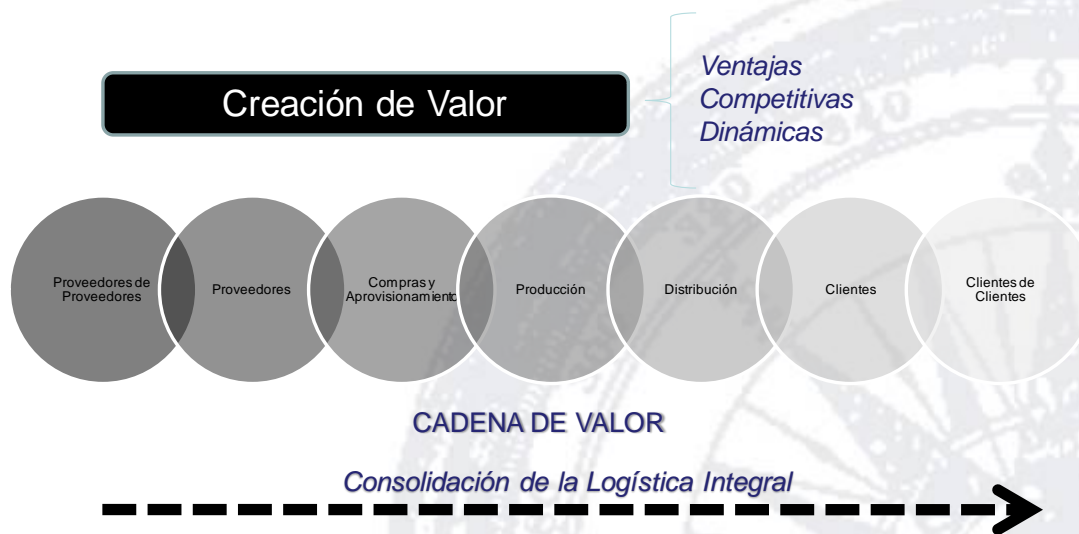 Creación de Valor
Ventajas
Competitivas
Dinámicas
Proveedores de
Proveedores
Proveedores
Compras y
Aprovisionamiento
Producción
Distribución
Clientes
Clientes de
Clientes
CADENA DE VALOR
Consolidación de la Logística Integral